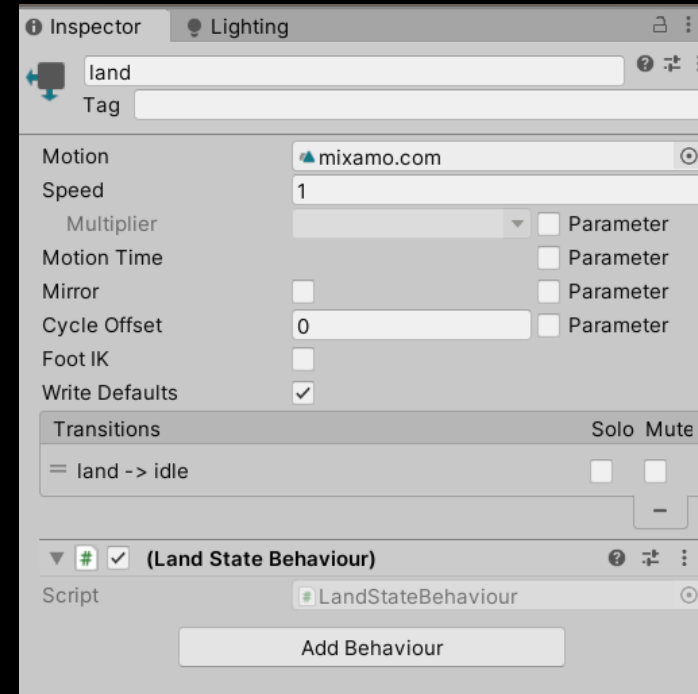 Inspector Lighting
land
Tag
Motion mixamo.com
Speed 1
Multiplier Parameter
Motion Time Parameter
Mirror Parameter
Cycle Offset 0 Parameter
Foot IK
Write Defaults
Transitions Solo Mute
= land -> idle
# (Land State Behaviour)
Script # LandStateBehaviour
Add Behaviour